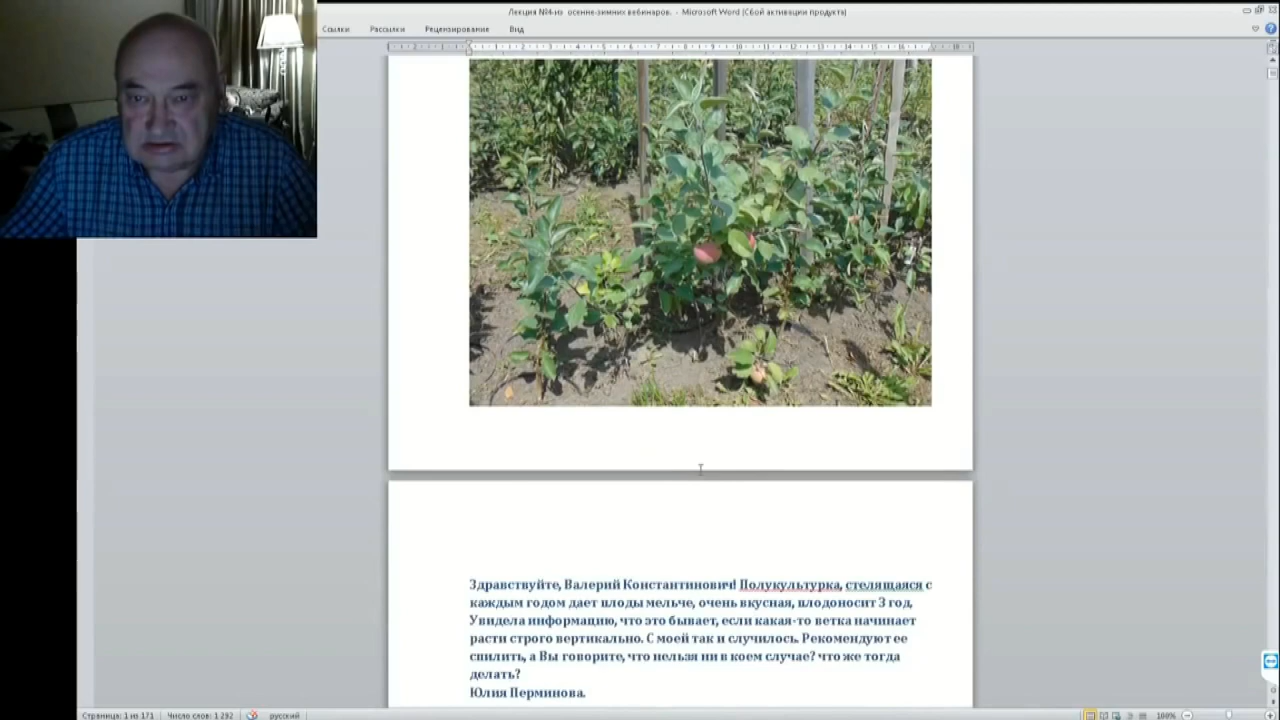 Лекция №4-из осенне-зимних вебинаров. - Microsoft Word (Сбой активации продукта)
Ссылки Рассылки Рецензирование Вид
Здравствуйте, Валерий Константинович! Полукультурка, стелящаяся с
каждым годом дает плоды мельче, очень вкусная, плодоносит 3 год,
Увидела информацию, что это бывает, если какая-то ветка начинает
расти строго вертикально. С моей так и случилось. Рекомендуют ее
спилить, а Вы говорите, что нельзя ни в коем случае? что же тогда
делать?
Юлия Перминова.
Страница: 1 из 171 Число слов: 1 292 русский 100%